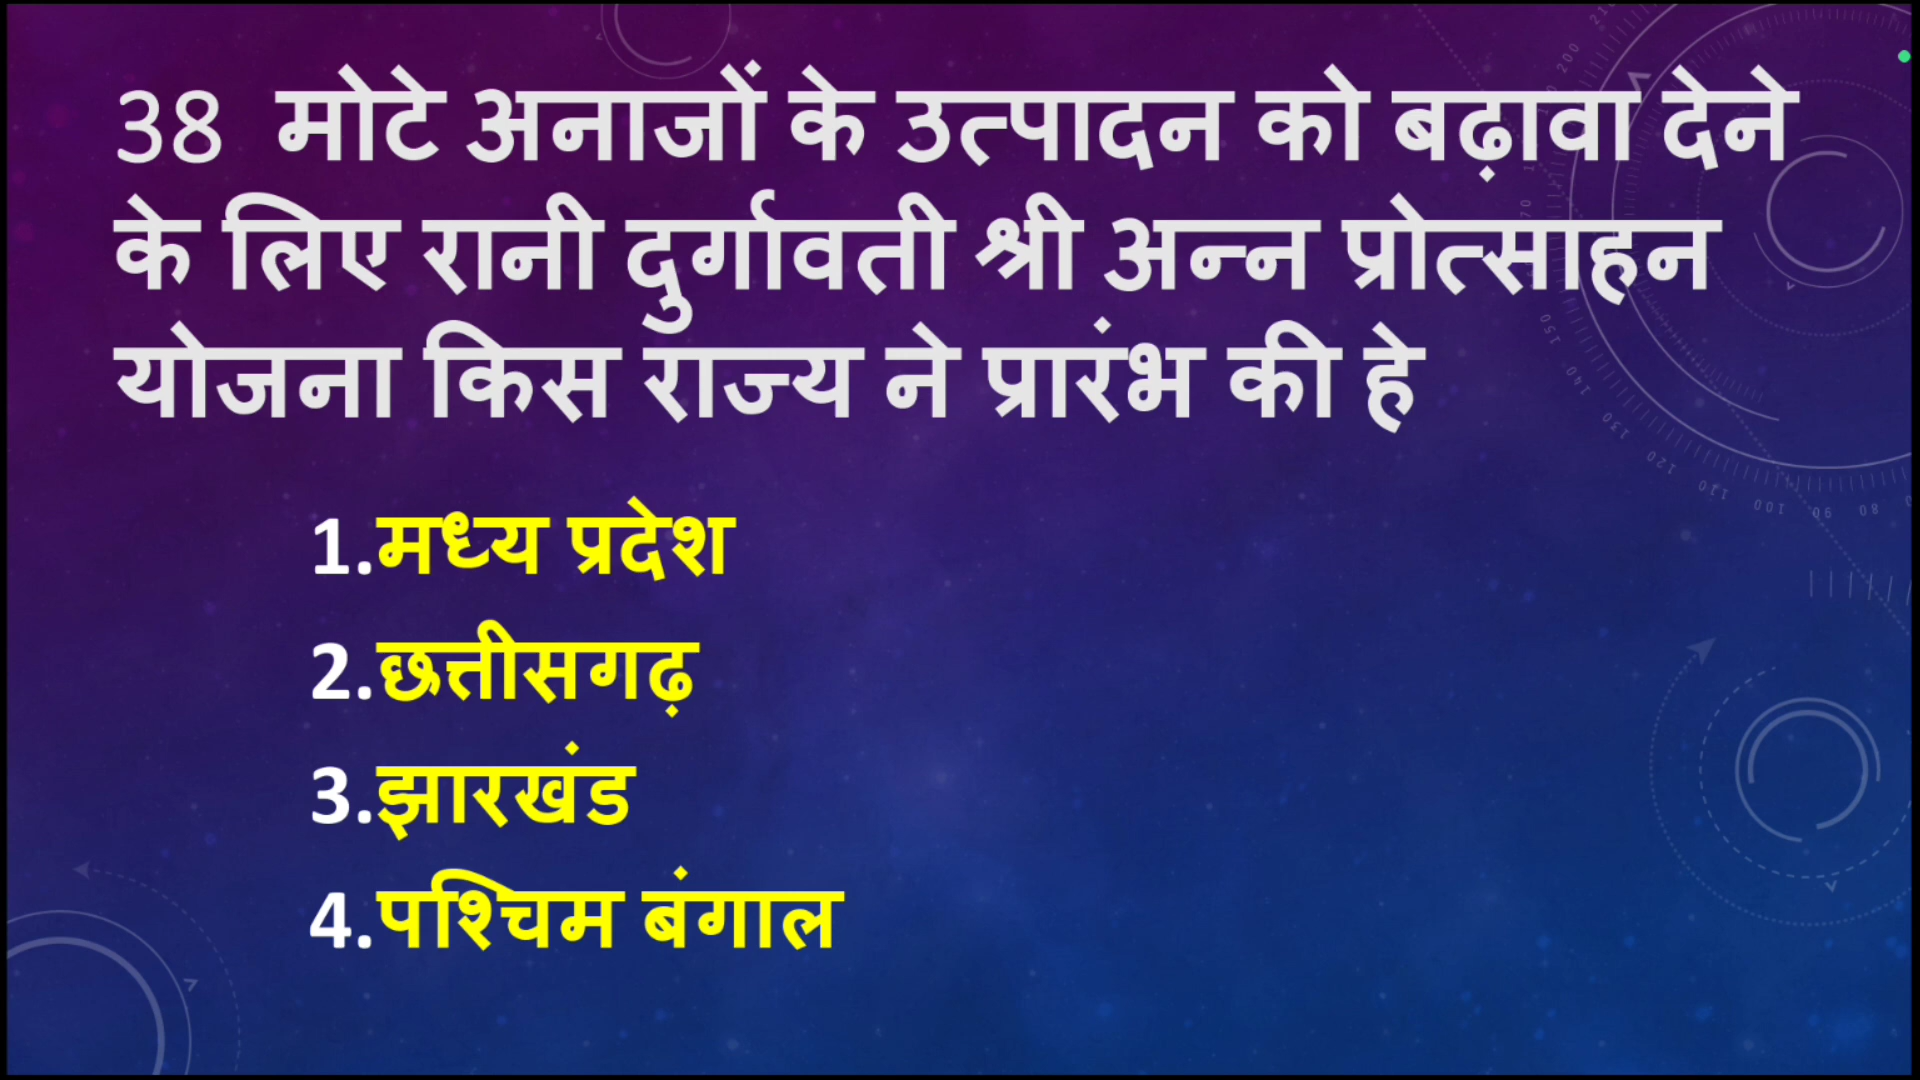 38 मोटे अनाजों के उत्पादन को बढ़ावा देने
के लिए रानी दुर्गावती श्री अन्न प्रोत्साहन
योजना किस राज्य ने प्रारंभ की हे
1.मध्य प्रदेश
2.छत्तीसगढ़
3.झारखंड
4.पश्चिम बंगाल